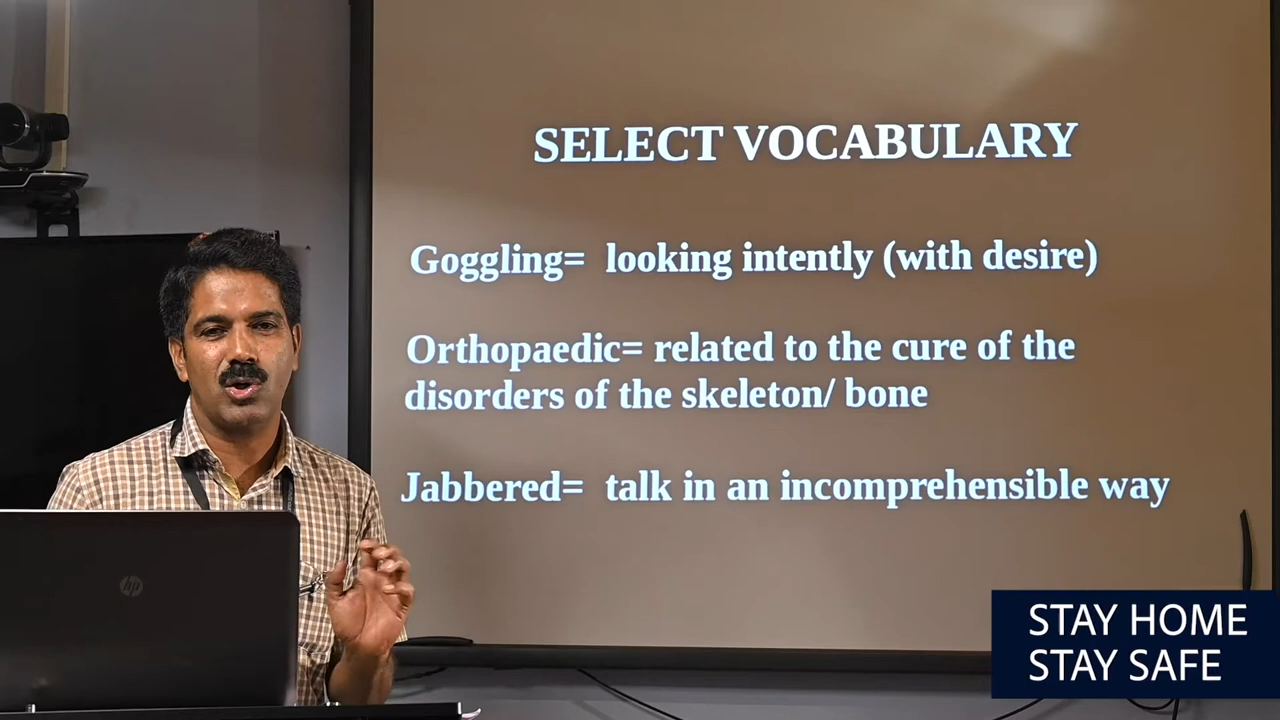 SELECT VOCABULARY
Goggling= looking intently (with desire)
Orthopaedic= related to the cure of the
disorders of the skeleton/ bone
Jabbered= talk in an incomprehensible way
hp
STAY HOME
STAY SAFE